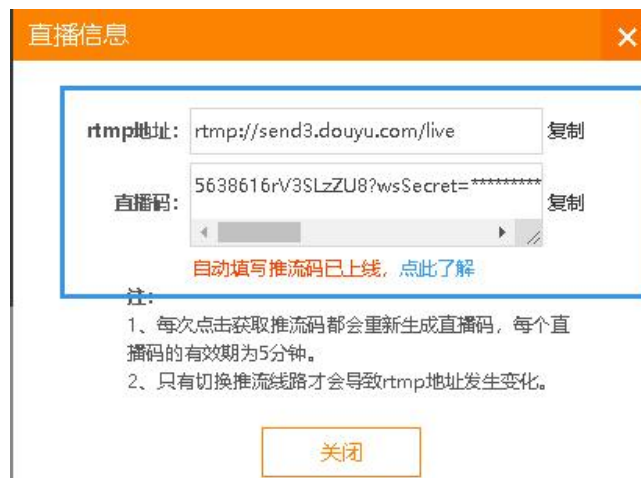 直播信息
rtmp地址: rtmp://send3.douyu.com/live 复制
直播码: 5638616rV3SLzZU8?wsSecret=********* 复制
自动填写推流码已上线, 点此了解
注:
1、每次点击获取推流码都会重新生成直播码, 每个直
播码的有效期为5分钟。
2、只有切换推流线路才会导致rtmp地址发生变化。
关闭